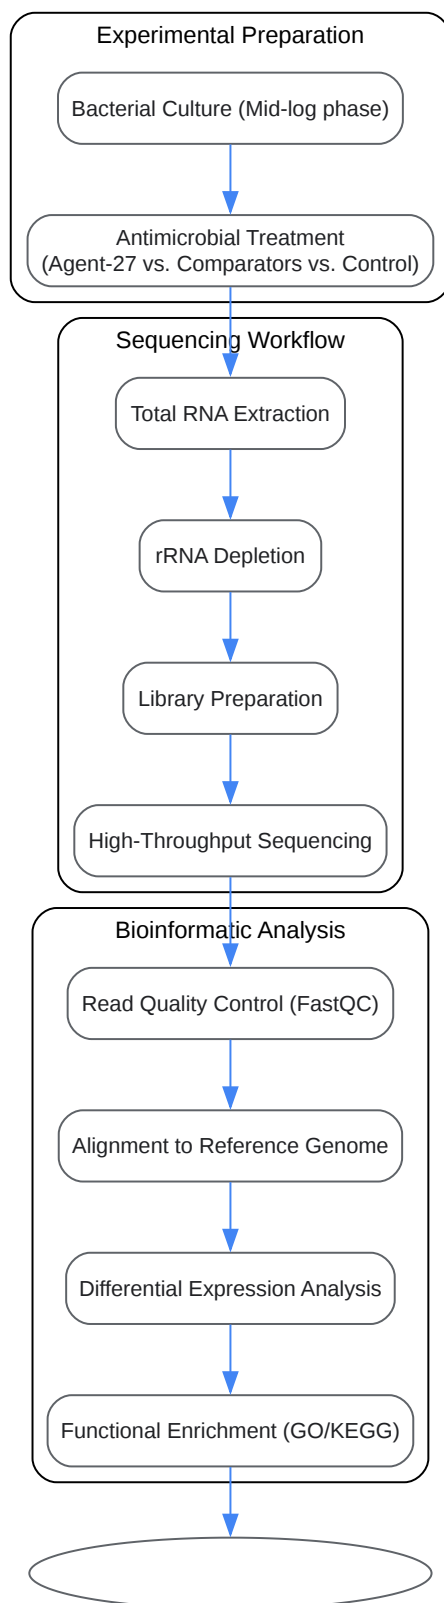 Experimental Preparation
Bacterial Culture (Mid-log phase)
Antimicrobial Treatment
(Agent-27 vs. Comparators vs. Control)
Sequencing Workflow
Total RNA Extraction
rRNA Depletion
Library Preparation
High-Throughput Sequencing
Bioinformatic Analysis
Read Quality Control (FastQC)
Alignment to Reference Genome
Differential Expression Analysis
Functional Enrichment (GO/KEGG)